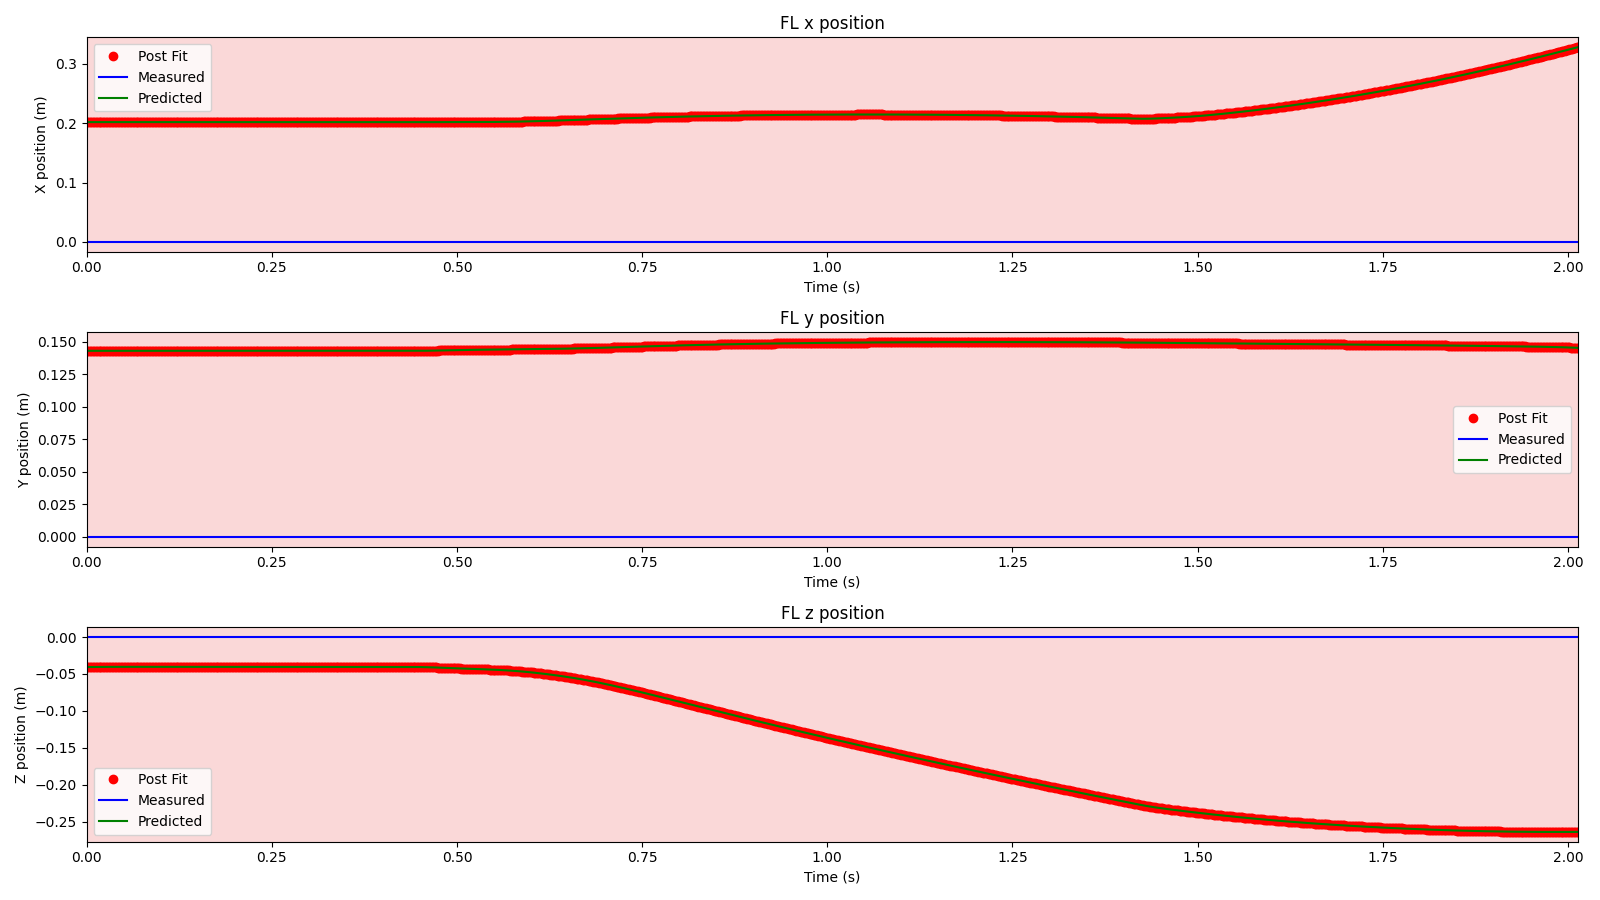 FL x position
Post Fit
Measured
Predicted
X position (m)
0.3
0.2
0.1
0.0
0.00 0.25 0.50 0.75 1.00 1.25 1.50 1.75 2.00
Time (s)
FL y position
Post Fit
Measured
Predicted
Y position (m)
0.150
0.125
0.100
0.075
0.050
0.025
0.000
0.00 0.25 0.50 0.75 1.00 1.25 1.50 1.75 2.00
Time (s)
FL z position
Post Fit
Measured
Predicted
Z position (m)
0.00
−0.05
−0.10
−0.15
−0.20
−0.25
0.00 0.25 0.50 0.75 1.00 1.25 1.50 1.75 2.00
Time (s)